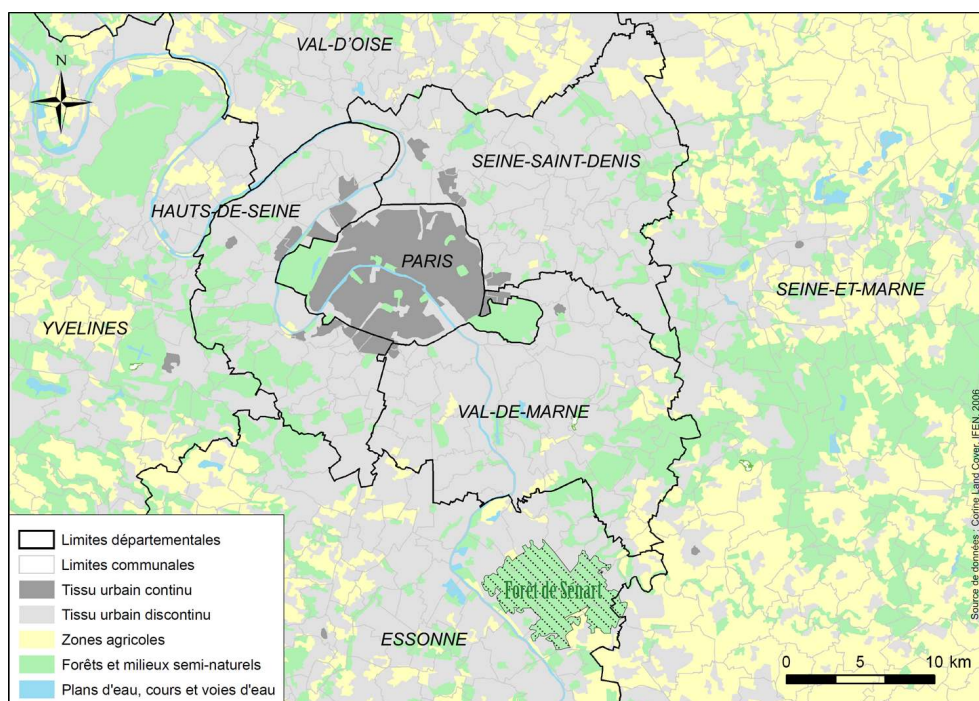 VAL-D'OISE
N
SEINE-SAINT-DENIS
HAUTS-DE-SEINE
PARIS
SEINE-ET-MARNE
YVELINES
VAL-DE-MARNE
Forêt de Sénart
ESSONNE
Limites départementales
Limites communales
Tissu urbain continu
Tissu urbain discontinu
Zones agricoles
Forêts et milieux semi-naturels
Plans d'eau, cours et voies d'eau
0 5 10 km
Source de données : Corine Land Cover, IFEN, 2006